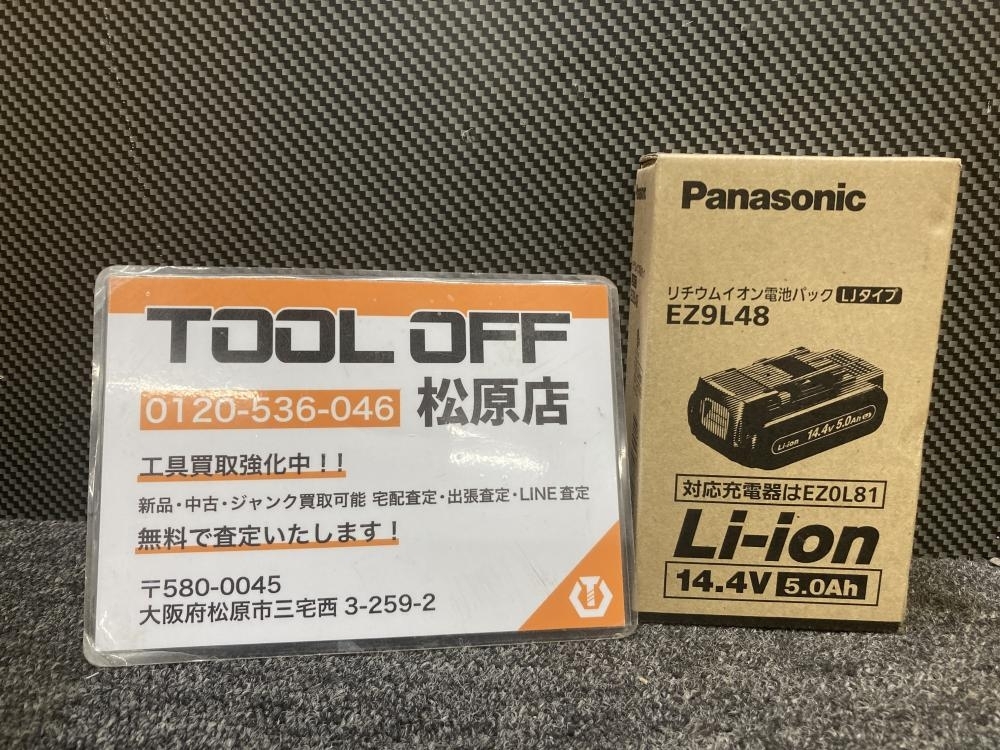 TOOL OFF
0120-536-046 松原店
工具買取強化中！！
新品・中古・ジャンク買取可能 宅配査定・出張査定・LINE査定
無料で査定いたします！
〒580-0045
大阪府松原市三宅西 3-259-2
Panasonic
リチウムイオン電池パック LJタイプ
EZ9L48
Li-ion 14.4V 5.0Ah
対応充電器はEZ0L81
Li-ion
14.4V 5.0Ah